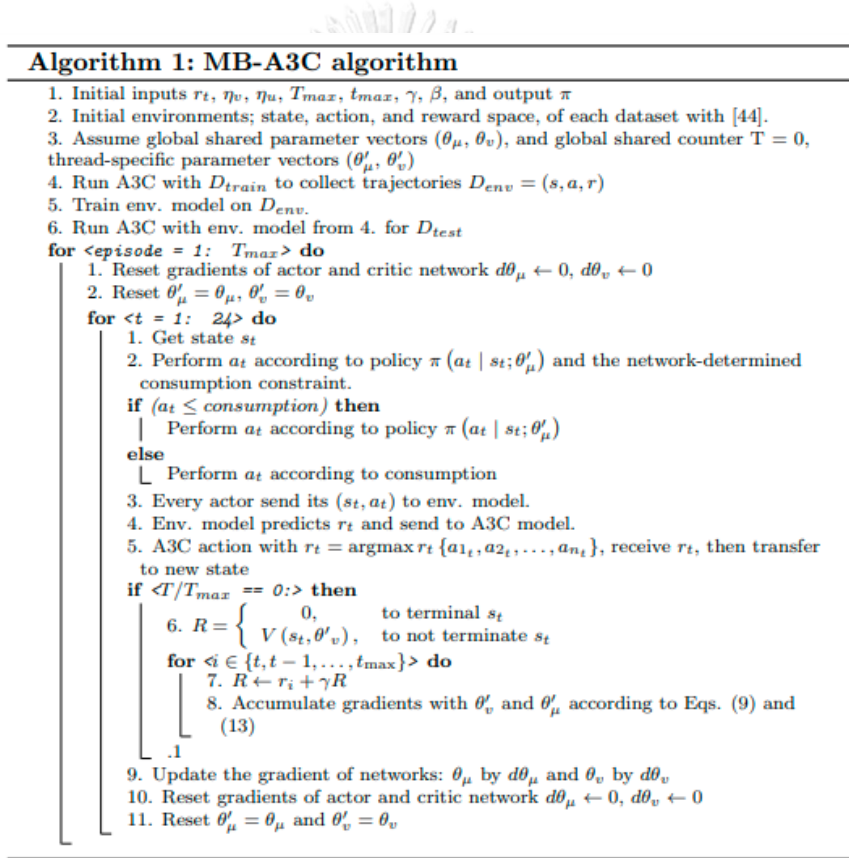 Algorithm 1: MB-A3C algorithm
1. Initial inputs r_t, η_v, η_u, T_max, t_max, γ, β, and output π
2. Initial environments; state, action, and reward space, of each dataset with [44].
3. Assume global shared parameter vectors (θ_μ, θ_v), and global shared counter T = 0,
thread-specific parameter vectors (θ'_μ, θ'_v)
4. Run A3C with D_train to collect trajectories D_env = (s, a, r)
5. Train env. model on D_env.
6. Run A3C with env. model from 4. for D_test
for <episode = 1: T_max> do
1. Reset gradients of actor and critic network dθ_μ ← 0, dθ_v ← 0
2. Reset θ'_μ = θ_μ, θ'_v = θ_v
for <t = 1: 24> do
1. Get state s_t
2. Perform a_t according to policy π (a_t | s_t; θ'_μ) and the network-determined
consumption constraint.
if (a_t ≤ consumption) then
Perform a_t according to policy π (a_t | s_t; θ'_μ)
else
Perform a_t according to consumption
3. Every actor send its (s_t, a_t) to env. model.
4. Env. model predicts r_t and send to A3C model.
5. A3C action with r_t = argmax r_t {a_1_t, a_2_t, . . . , a_n_t}, receive r_t, then transfer
to new state
if <T/T_max == 0:> then
6. R = { 0, to terminal s_t
V (s_t, θ'_v), to not terminate s_t
for <i ∈ {t, t − 1, . . . , t_max}> do
7. R ← r_i + γR
8. Accumulate gradients with θ'_v and θ'_μ according to Eqs. (9) and
(13)
.1
9. Update the gradient of networks: θ_μ by dθ_μ and θ_v by dθ_v
10. Reset gradients of actor and critic network dθ_μ ← 0, dθ_v ← 0
11. Reset θ'_μ = θ_μ and θ'_v = θ_v